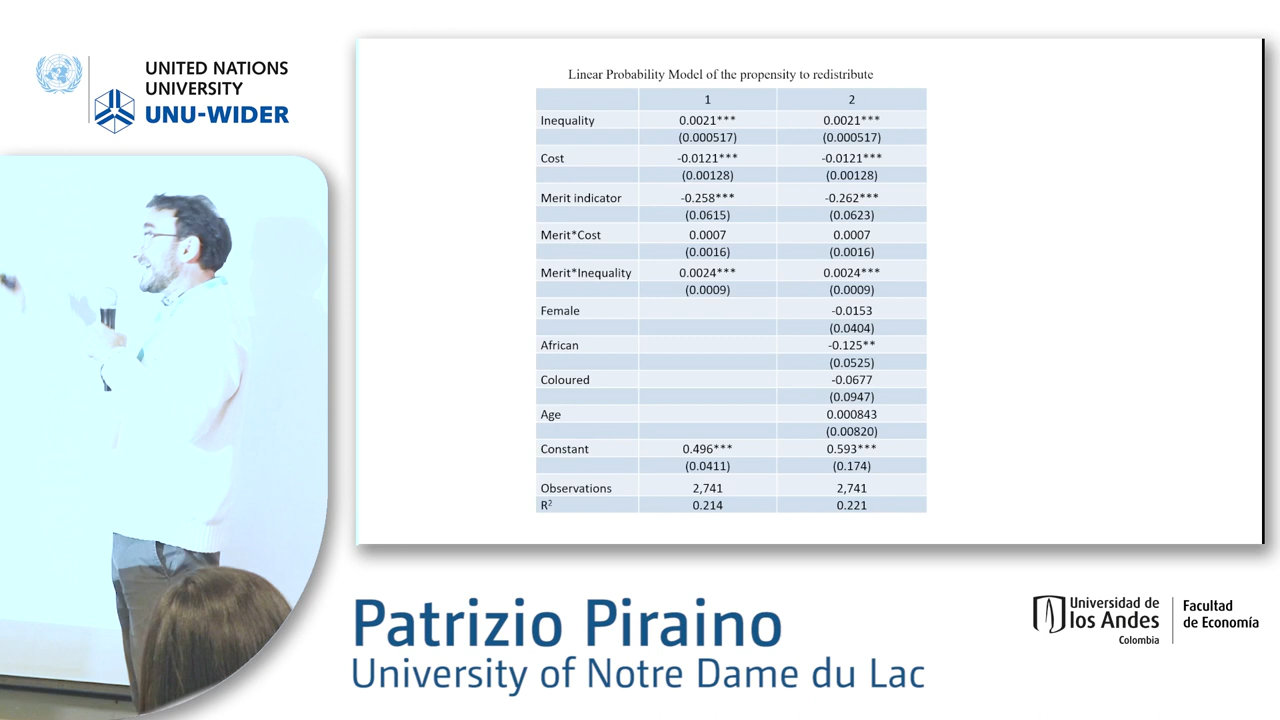 UNITED NATIONS
UNIVERSITY
UNU-WIDER
Linear Probability Model of the propensity to redistribute
1 2
Inequality 0.0021*** 0.0021***
(0.000517) (0.000517)
Cost -0.0121*** -0.0121***
(0.00128) (0.00128)
Merit indicator -0.258*** -0.262***
(0.0615) (0.0623)
Merit*Cost 0.0007 0.0007
(0.0016) (0.0016)
Merit*Inequality 0.0024*** 0.0024***
(0.0009) (0.0009)
Female -0.0153
(0.0404)
African -0.125**
(0.0525)
Coloured -0.0677
(0.0947)
Age 0.000843
(0.00820)
Constant 0.496*** 0.593***
(0.0411) (0.174)
Observations 2,741 2,741
R² 0.214 0.221
Patrizio Piraino
University of Notre Dame du Lac
Universidad de
los Andes
Colombia
Facultad
de Economía